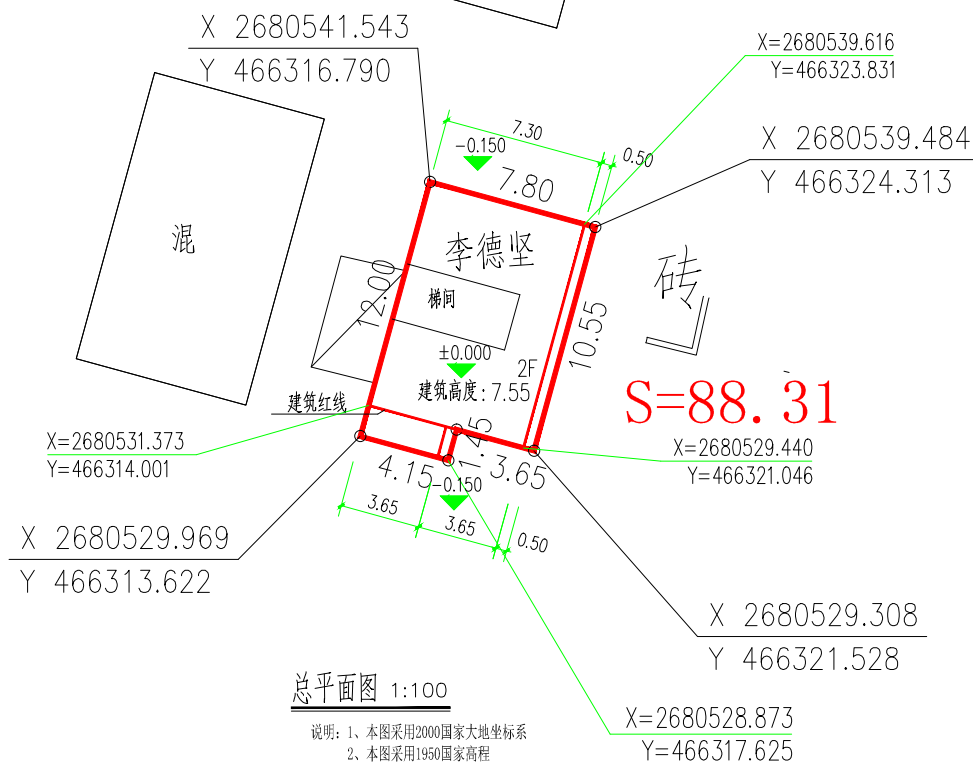 X 2680541.543
Y 466316.790
X=2680539.616
Y=466323.831
7.30
0.50
-0.150
7.80
X 2680539.484
Y 466324.313
混
李德坚
砖
12.00
梯间
10.55
±0.000
2F
建筑高度:7.55
S=88.31
建筑红线
X=2680531.373
Y=466314.001
1.45
4.15
3.65
-0.150
X=2680529.440
Y=466321.046
3.65
3.65
0.50
X 2680529.969
Y 466313.622
X 2680529.308
Y 466321.528
总平面图 1:100
X=2680528.873
Y=466317.625
说明: 1、本图采用2000国家大地坐标系
2、本图采用1950国家高程